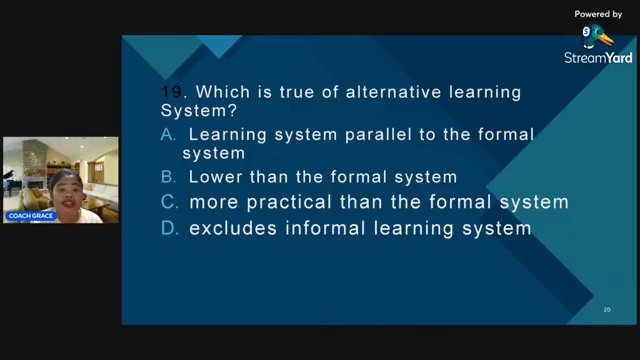 Powered by
StreamYard
19. Which is true of alternative learning
System?
A. Learning system parallel to the formal
system
B. Lower than the formal system
C. more practical than the formal system
D. excludes informal learning system
COACH GRACE
20